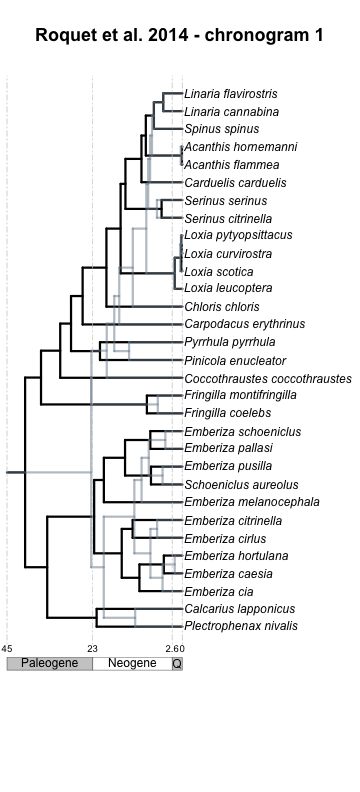 Roquet et al. 2014 - chronogram 1
Linaria flavirostris
Linaria cannabina
Spinus spinus
Acanthis hornemanni
Acanthis flammea
Carduelis carduelis
Serinus serinus
Serinus citrinella
Loxia pytyopsittacus
Loxia curvirostra
Loxia scotica
Loxia leucoptera
Chloris chloris
Carpodacus erythrinus
Pyrrhula pyrrhula
Pinicola enucleator
Coccothraustes coccothraustes
Fringilla montifringilla
Fringilla coelebs
Emberiza schoeniclus
Emberiza pallasi
Emberiza pusilla
Schoeniclus aureolus
Emberiza melanocephala
Emberiza citrinella
Emberiza cirlus
Emberiza hortulana
Emberiza caesia
Emberiza cia
Calcarius lapponicus
Plectrophenax nivalis
45 23 2.60
Paleogene Neogene Q